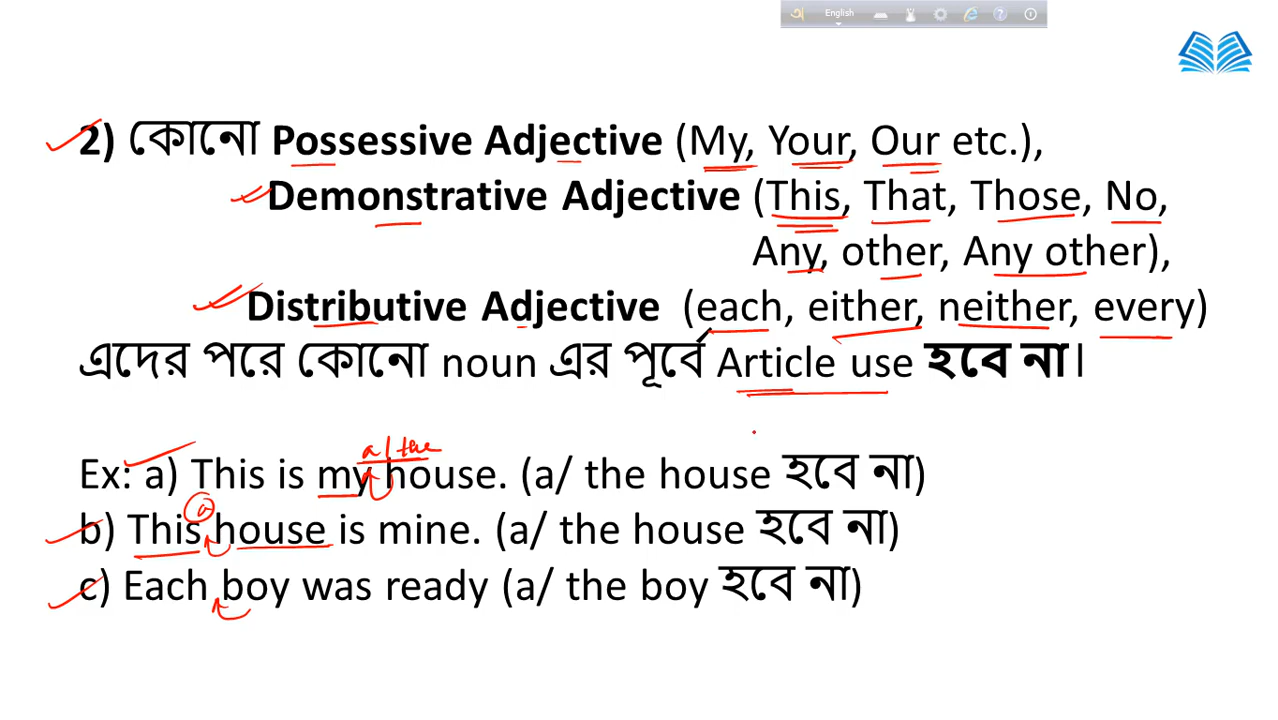 English
2) কোনো Possessive Adjective (My, Your, Our etc.),
Demonstrative Adjective (This, That, Those, No,
Any, other, Any other),
Distributive Adjective (each, either, neither, every)
এদের পরে কোনো noun এর পূর্বে Article use হবে না।
a/the
Ex: a) This is my house. (a/ the house হবে না)
a
b) This house is mine. (a/ the house হবে না)
c) Each boy was ready (a/ the boy হবে না)